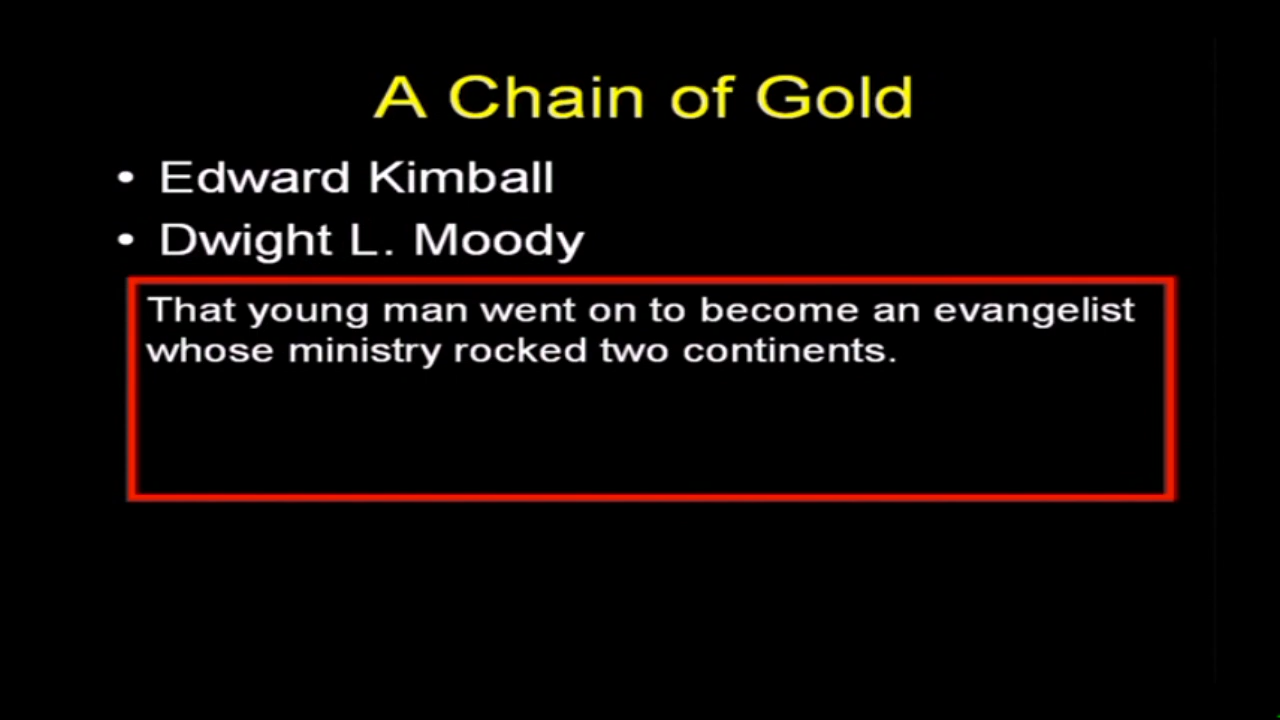 A Chain of Gold
• Edward Kimball
• Dwight L. Moody
That young man went on to become an evangelist
whose ministry rocked two continents.